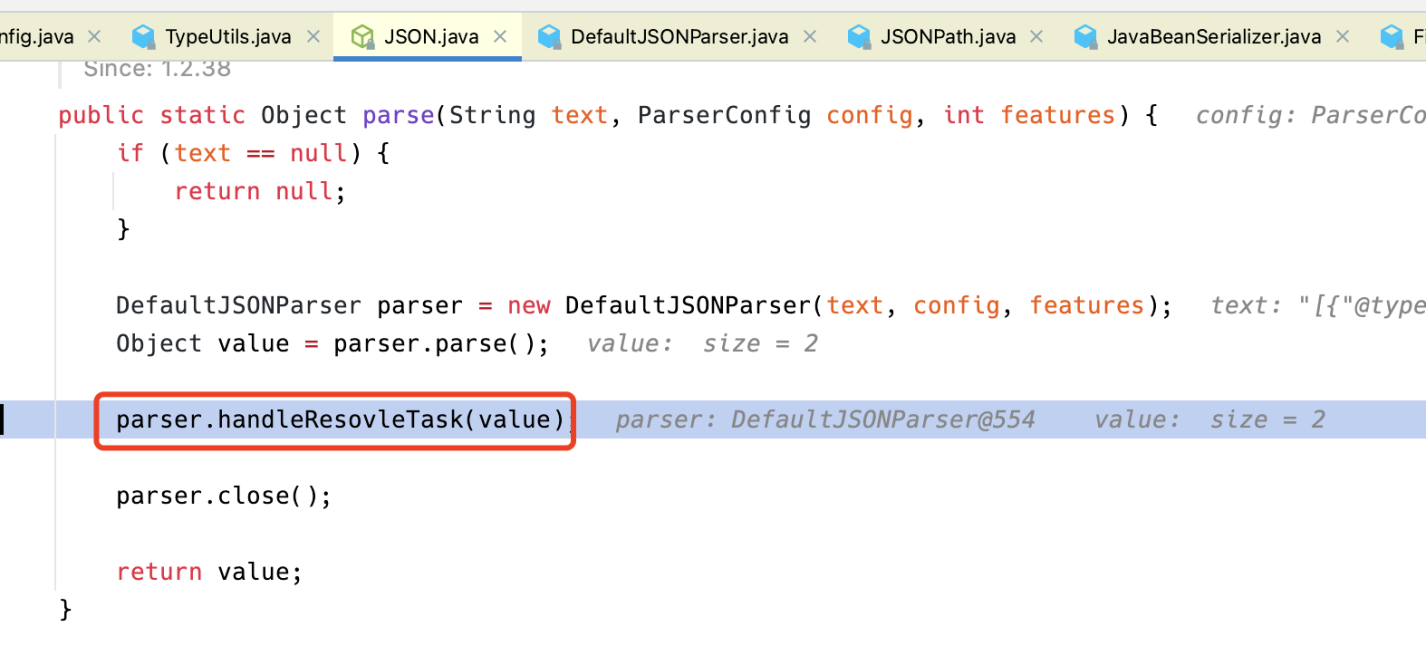 nfig.java × TypeUtils.java × JSON.java × DefaultJSONParser.java × JSONPath.java × JavaBeanSerializer.java × Fi
Since: 1.2.38
public static Object parse(String text, ParserConfig config, int features) { config: ParserCo
if (text == null) {
return null;
}
DefaultJSONParser parser = new DefaultJSONParser(text, config, features); text: "[{"@type
Object value = parser.parse(); value: size = 2
parser.handleResovleTask(value); parser: DefaultJSONParser@554 value: size = 2
parser.close();
return value;
}